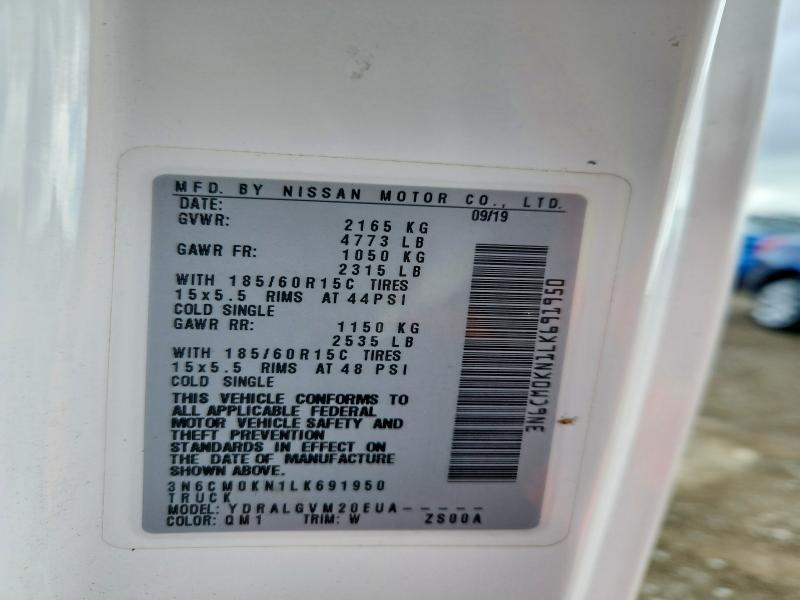 MFD. BY NISSAN MOTOR CO., LTD.
DATE: 09/19
GVWR: 2165 KG
4773 LB
GAWR FR: 1050 KG
2315 LB
WITH 185/60R15C TIRES
15x5.5 RIMS AT 44PSI
COLD SINGLE
GAWR RR: 1150 KG
2535 LB
WITH 185/60R15C TIRES
15x5.5 RIMS AT 48 PSI
COLD SINGLE
THIS VEHICLE CONFORMS TO
ALL APPLICABLE FEDERAL
MOTOR VEHICLE SAFETY AND
THEFT PREVENTION
STANDARDS IN EFFECT ON
THE DATE OF MANUFACTURE
SHOWN ABOVE.
3N6CM0KN1LK691950
TRUCK
MODEL: YDRALGVM20EUA-----
COLOR: QM1 TRIM: W ZS00A
3N6CM0KN1LK691950